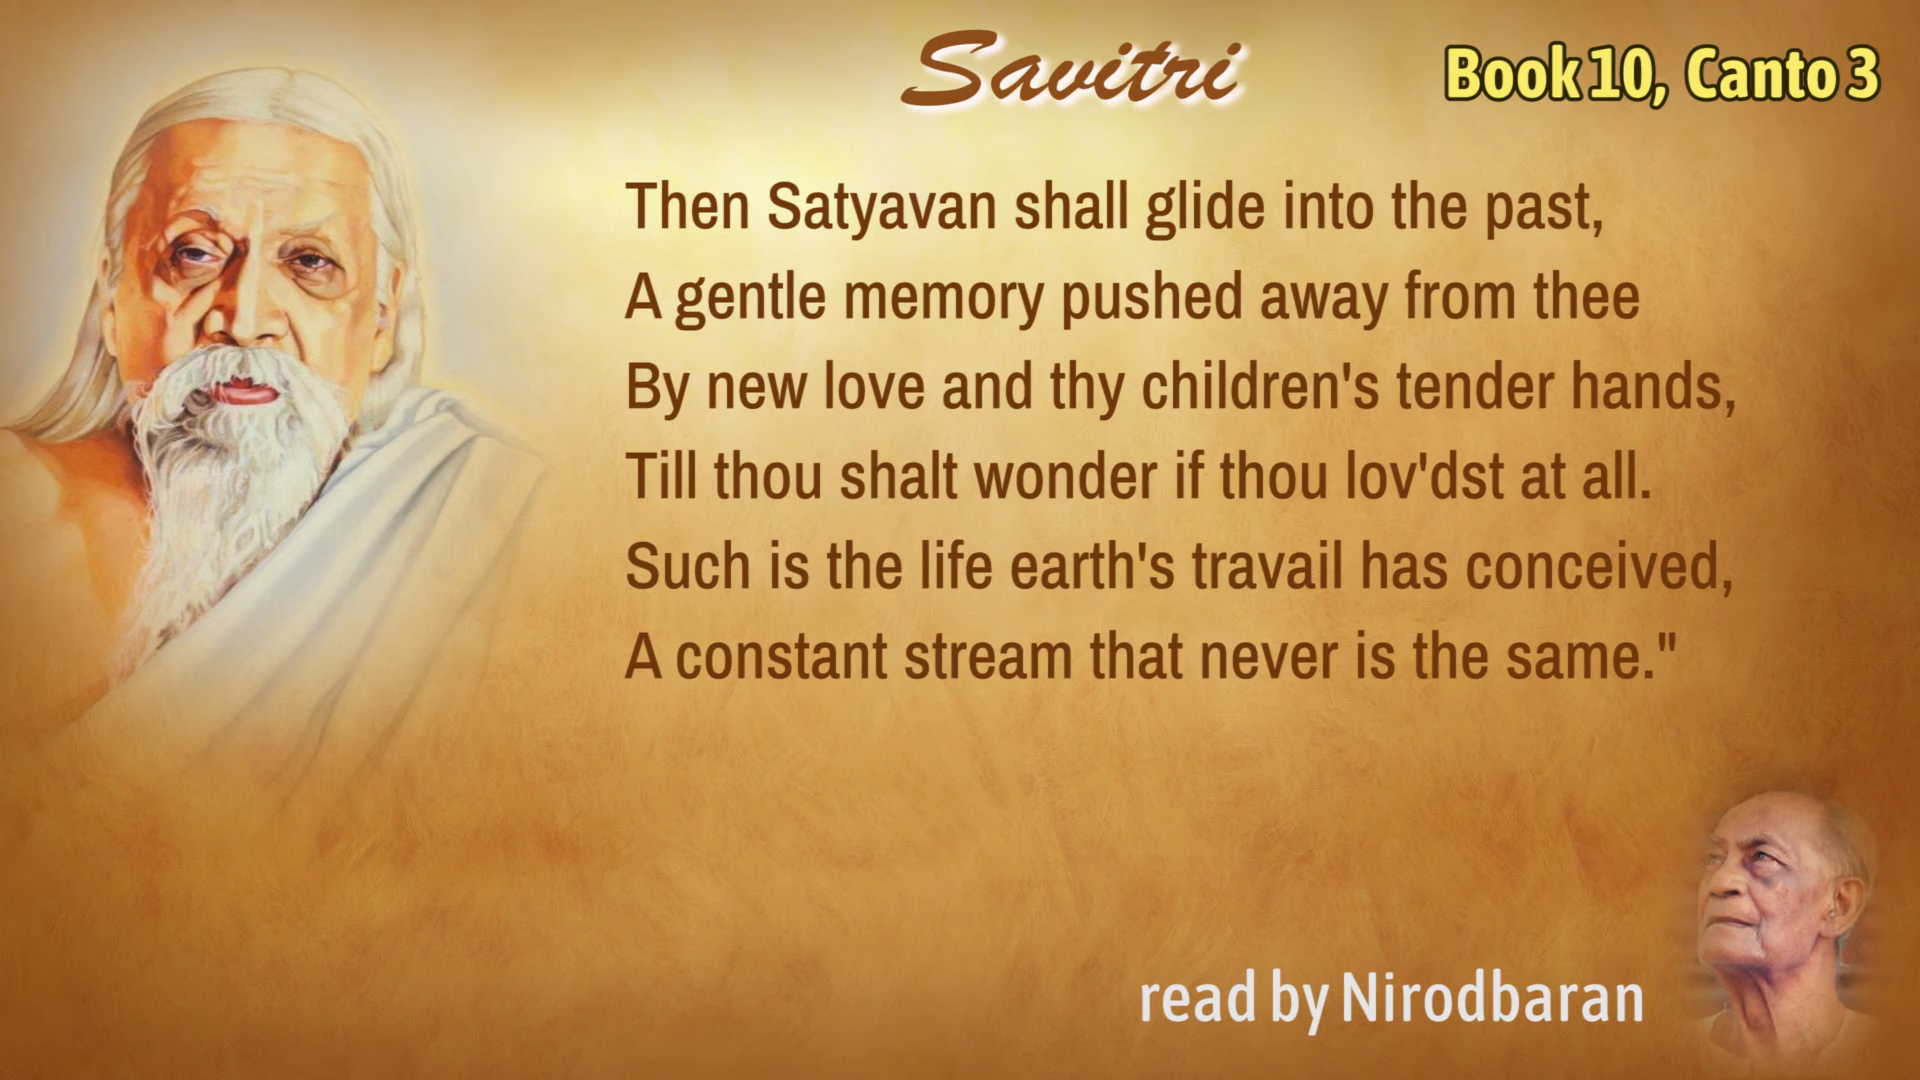 Savitri
Book 10, Canto 3
Then Satyavan shall glide into the past,
A gentle memory pushed away from thee
By new love and thy children's tender hands,
Till thou shalt wonder if thou lov'dst at all.
Such is the life earth's travail has conceived,
A constant stream that never is the same."
read by Nirodbaran